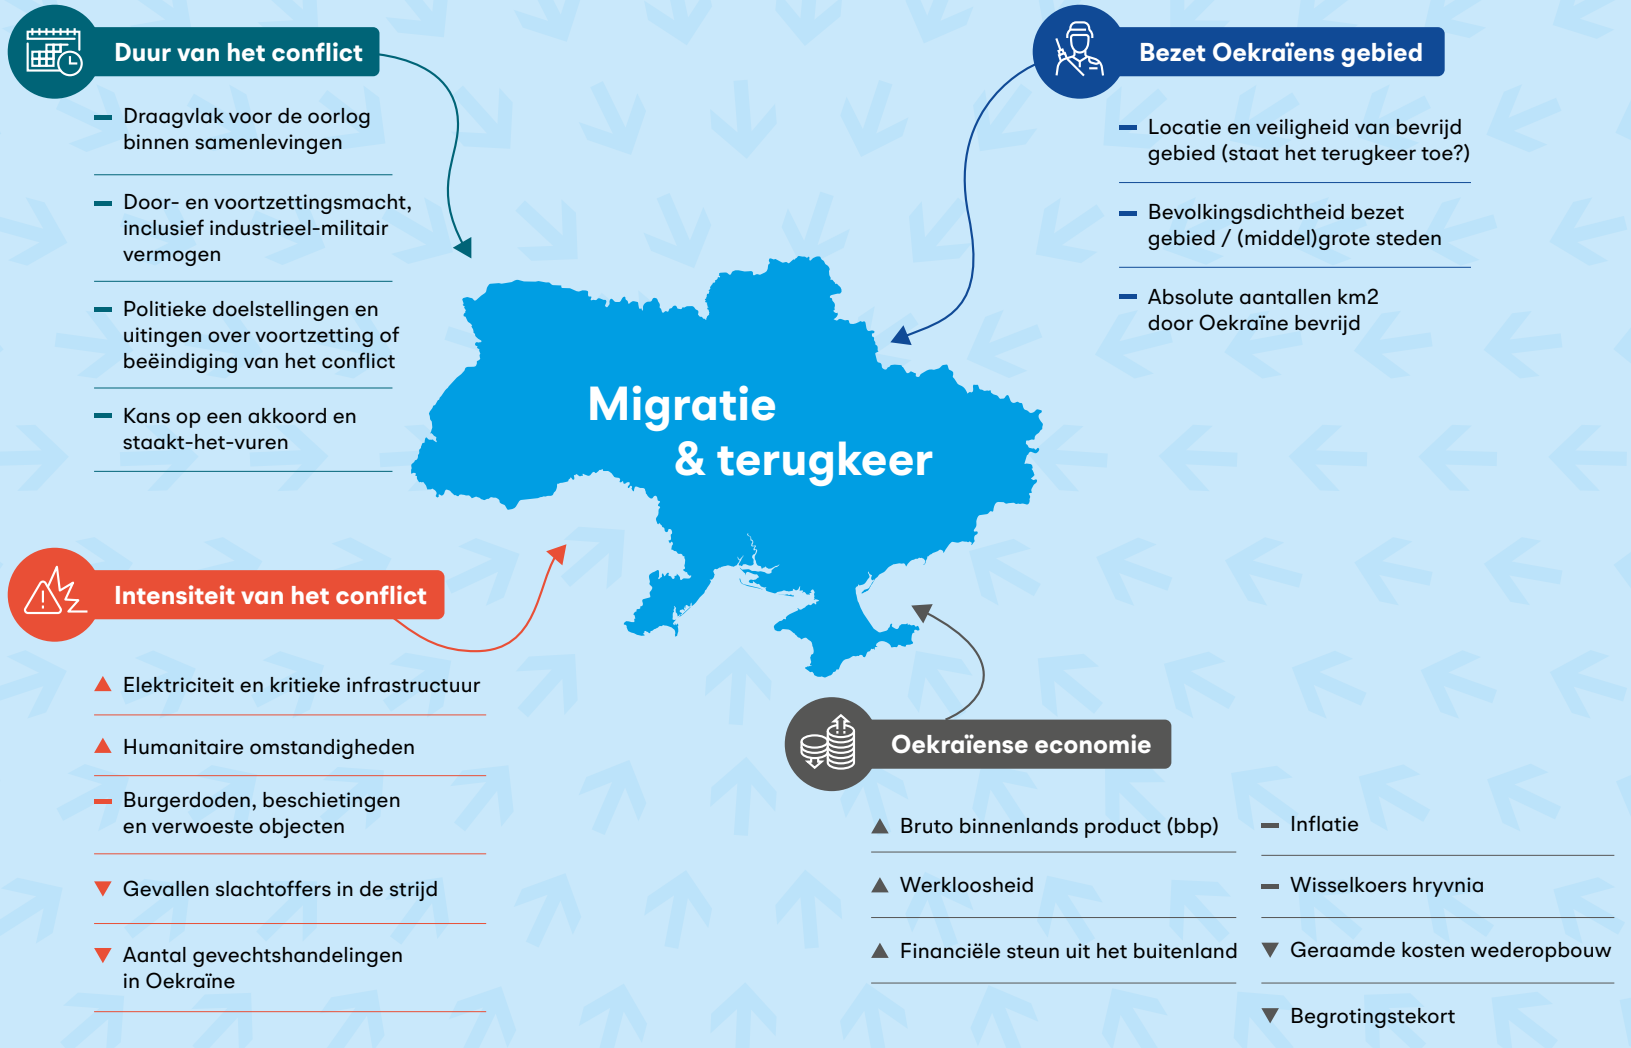 Duur van het conflict
Draagvlak voor de oorlog
binnen samenlevingen
Door- en voortzettingsmacht,
inclusief industrieel-militair
vermogen
Politieke doelstellingen en
uitingen over voortzetting of
beëindiging van het conflict
Kans op een akkoord en
staakt-het-vuren
Bezet Oekraïens gebied
Locatie en veiligheid van bevrijd
gebied (staat het terugkeer toe?)
Bevolkingsdichtheid bezet
gebied / (middel)grote steden
Absolute aantallen km2
door Oekraïne bevrijd
Migratie
& terugkeer
Intensiteit van het conflict
Elektriciteit en kritieke infrastructuur
Humanitaire omstandigheden
Burgerdoden, beschietingen
en verwoeste objecten
Gevallen slachtoffers in de strijd
Aantal gevechtshandelingen
in Oekraïne
Oekraïense economie
Bruto binnenlands product (bbp)
Werkloosheid
Financiële steun uit het buitenland
Inflatie
Wisselkoers hryvnia
Geraamde kosten wederopbouw
Begrotingstekort